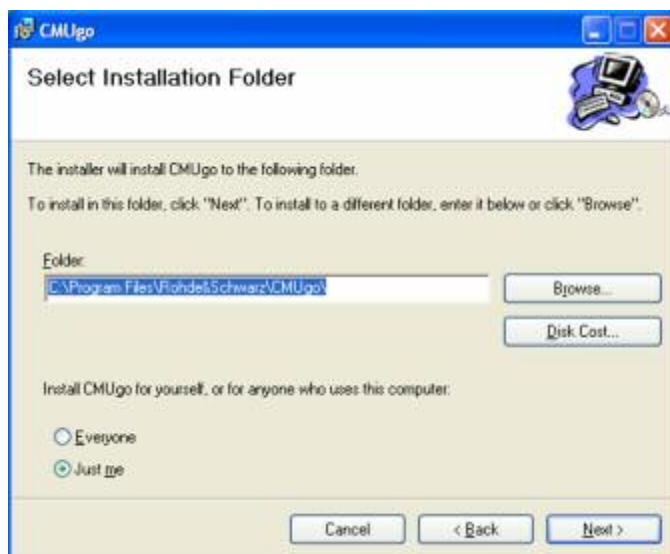 CMUgo
Select Installation Folder
The installer will install CMUgo to the following folder.
To install in this folder, click "Next". To install to a different folder, enter it below or click "Browse".
Folder:
C:\Program Files\Rohde&Schwarz\CMUgo\
Browse...
Disk Cost...
Install CMUgo for yourself, or for anyone who uses this computer:
Everyone
Just me
Cancel
< Back
Next >